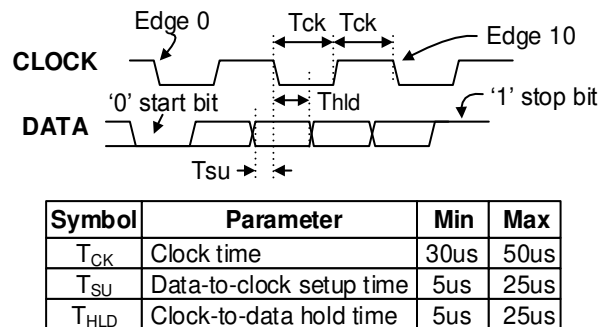 Edge 0
Tck Tck
Edge 10
CLOCK
'0' start bit
Thld
'1' stop bit
DATA
Tsu
Symbol Parameter Min Max
TCK Clock time 30us 50us
TSU Data-to-clock setup time 5us 25us
THLD Clock-to-data hold time 5us 25us